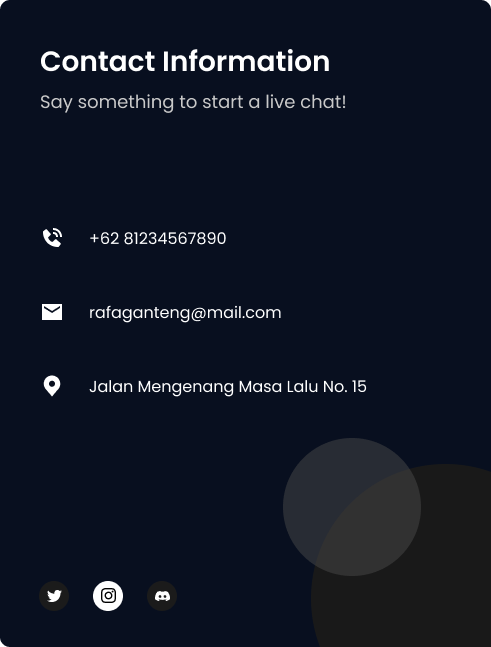 Contact Information
Say something to start a live chat!
+62 81234567890
rafaganteng@mail.com
Jalan Mengenang Masa Lalu No. 15